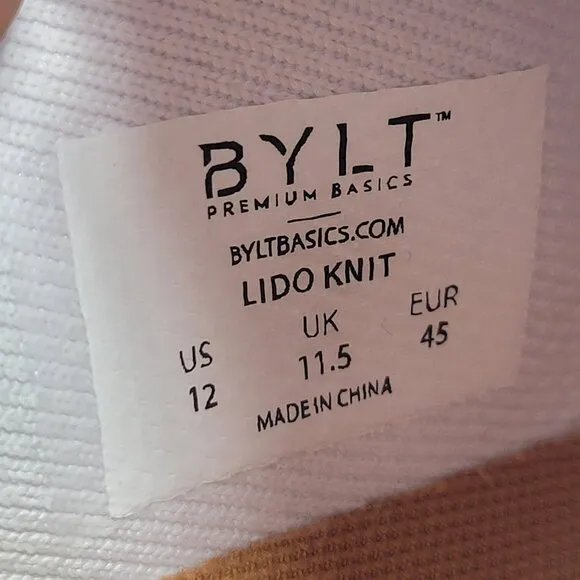 BYLT™
PREMIUM BASICS
BYLTBASICS.COM
LIDO KNIT
US UK EUR
12 11.5 45
MADE IN CHINA